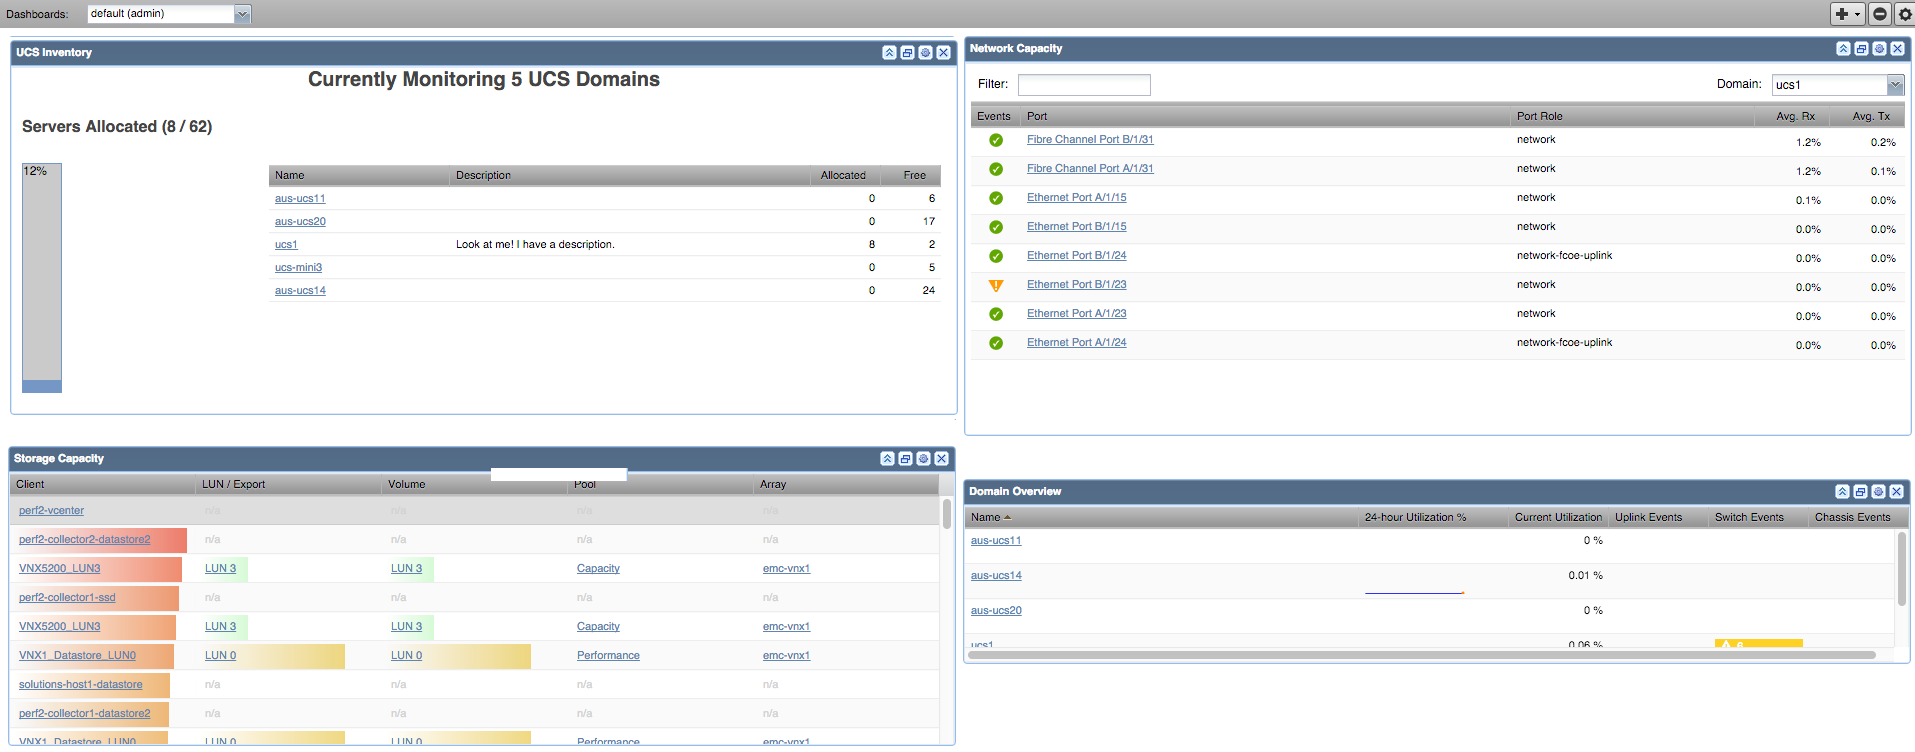 Dashboards: default (admin)
UCS Inventory
Currently Monitoring 5 UCS Domains
Servers Allocated (8 / 62)
12%
Name Description Allocated Free
aus-ucs11 0 6
aus-ucs20 0 17
ucs1 Look at me! I have a description. 8 2
ucs-mini3 0 5
aus-ucs14 0 24
Network Capacity
Filter: Domain: ucs1
Events Port Port Role Avg. Rx Avg. Tx
Fibre Channel Port B/1/31 network 1.2% 0.2%
Fibre Channel Port A/1/31 network 1.2% 0.1%
Ethernet Port A/1/15 network 0.1% 0.0%
Ethernet Port B/1/15 network 0.0% 0.0%
Ethernet Port B/1/24 network-fcoe-uplink 0.0% 0.0%
Ethernet Port B/1/23 network 0.0% 0.0%
Ethernet Port A/1/23 network 0.0% 0.0%
Ethernet Port A/1/24 network-fcoe-uplink 0.0% 0.0%
Storage Capacity
Client LUN / Export Volume Pool Array
perf2-vcenter n/a n/a n/a n/a
perf2-collector2-datastore2 n/a n/a n/a n/a
VNX5200_LUN3 LUN 3 LUN 3 Capacity emc-vnx1
perf2-collector1-ssd n/a n/a n/a n/a
VNX5200_LUN3 LUN 3 LUN 3 Capacity emc-vnx1
VNX1_Datastore_LUN0 LUN 0 LUN 0 Performance emc-vnx1
solutions-host1-datastore n/a n/a n/a n/a
perf2-collector1-datastore2 n/a n/a n/a n/a
VNX1_Datastore_LUN0 LUN 0 LUN 0 Performance emc-vnx1
Domain Overview
Name 24-hour Utilization % Current Utilization Uplink Events Switch Events Chassis Events
aus-ucs11 0 %
aus-ucs14 0.01 %
aus-ucs20 0 %
ucs1 0.06 %